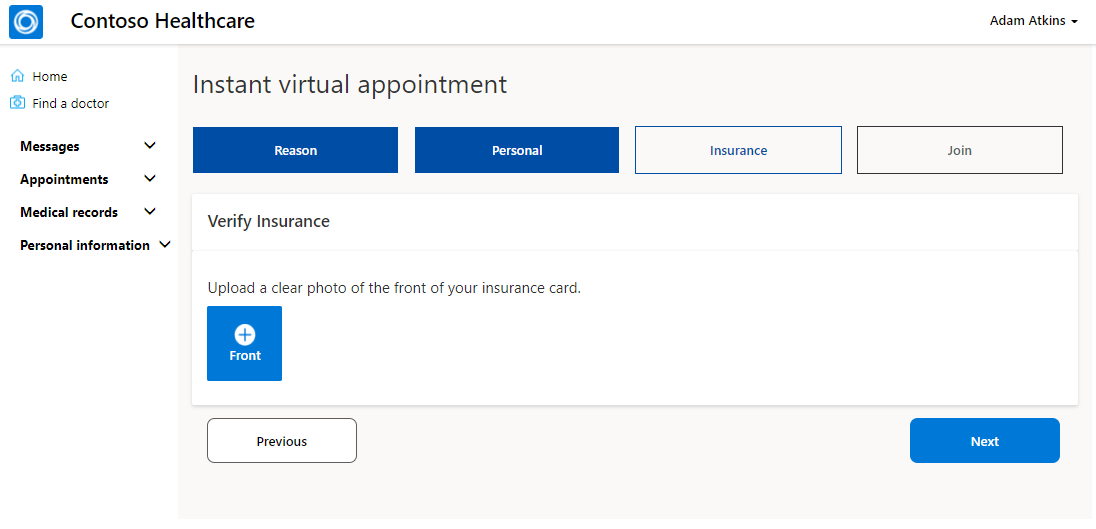 Contoso Healthcare
Adam Atkins
Home
Find a doctor
Messages
Appointments
Medical records
Personal information
Instant virtual appointment
Reason
Personal
Insurance
Join
Verify Insurance
Upload a clear photo of the front of your insurance card.
Front
Previous
Next